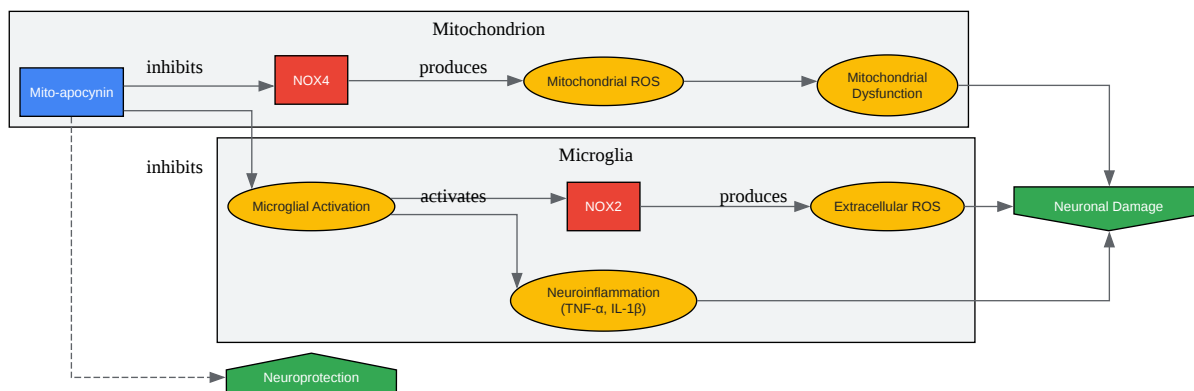 Mitochondrion
inhibits
produces
Mito-apocynin
NOX4
Mitochondrial ROS
Mitochondrial
Dysfunction
Microglia
inhibits
activates
produces
Microglial Activation
NOX2
Extracellular ROS
Neuronal Damage
Neuroinflammation
(TNF-α, IL-1β)
Neuroprotection